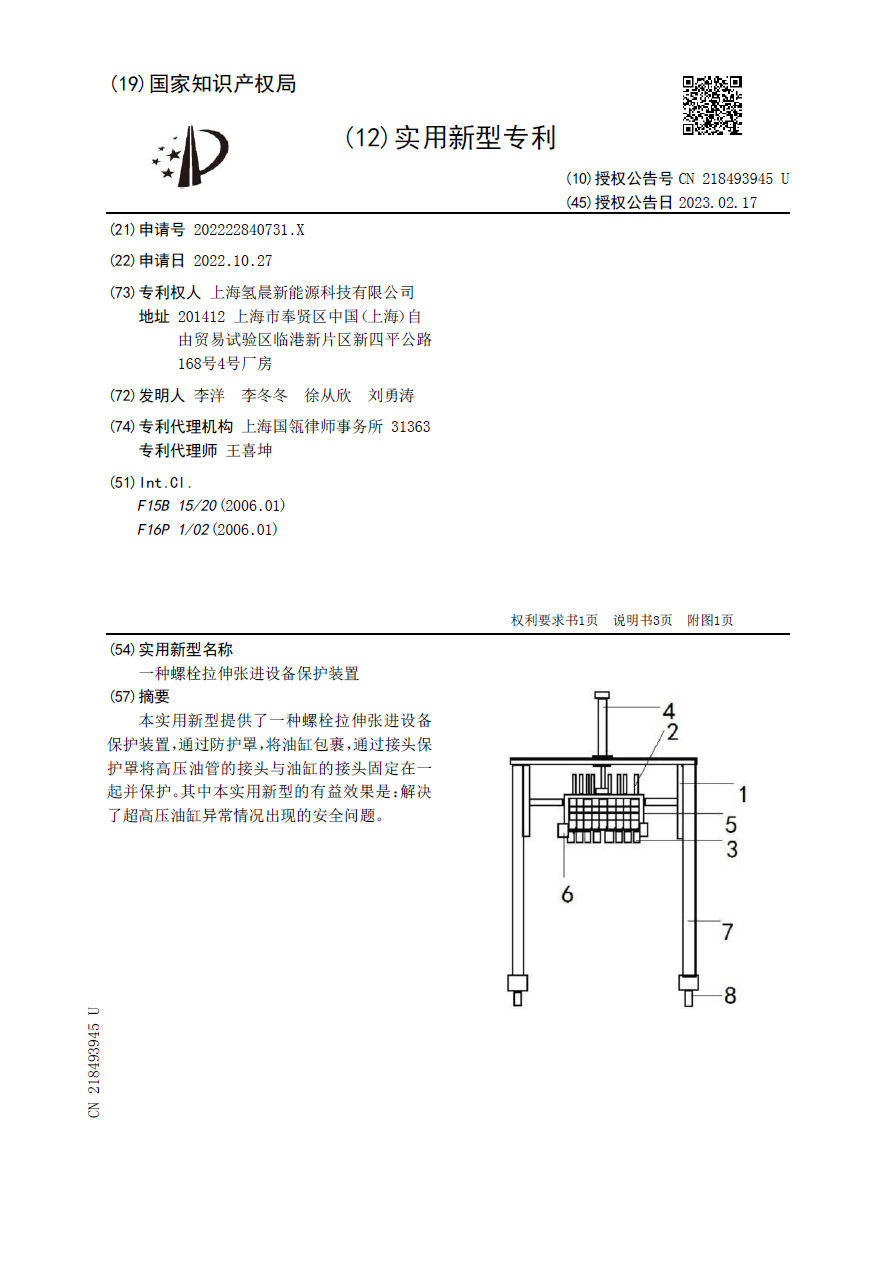 (19)国家知识产权局
(12)实用新型专利
(10)授权公告号 CN 218493945 U
(45)授权公告日 2023.02.17
(21)申请号 202222840731.X
(22)申请日 2022.10.27
(73)专利权人 上海氢晨新能源科技有限公司
地址 201412 上海市奉贤区中国(上海)自
由贸易试验区临港新片区新四平公路
168号4号厂房
(72)发明人 李洋 李冬冬 徐从欣 刘勇涛
(74)专利代理机构 上海国瓴律师事务所 31363
专利代理师 王喜坤
(51)Int.Cl.
F15B 15/20(2006.01)
F16P 1/02(2006.01)
权利要求书1页 说明书3页 附图1页
(54)实用新型名称
一种螺栓拉伸张进设备保护装置
(57)摘要
本实用新型提供了一种螺栓拉伸张进设备
保护装置,通过防护罩,将油缸包裹,通过接头保
护罩将高压油管的接头与油缸的接头固定在一
起并保护。其中本实用新型的有益效果是:解决
了超高压油缸异常情况出现的安全问题。
4
2
1
5
3
6
7
8
CN 218493945 U